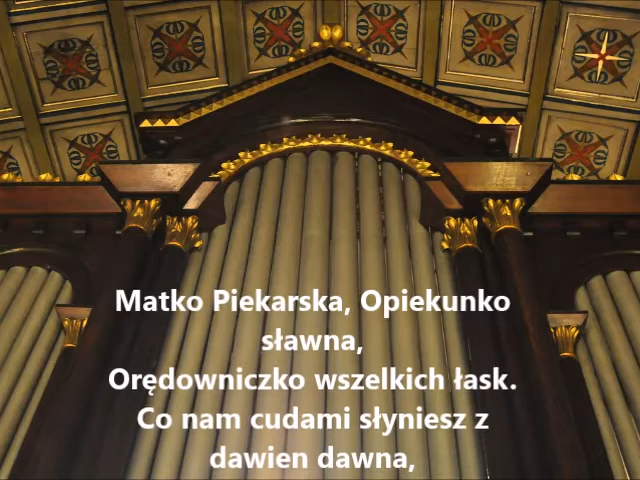 Matko Piekarska, Opiekunko
sławna,
Orędowniczko wszelkich łask.
Co nam cudami słyniesz z
dawien dawna,